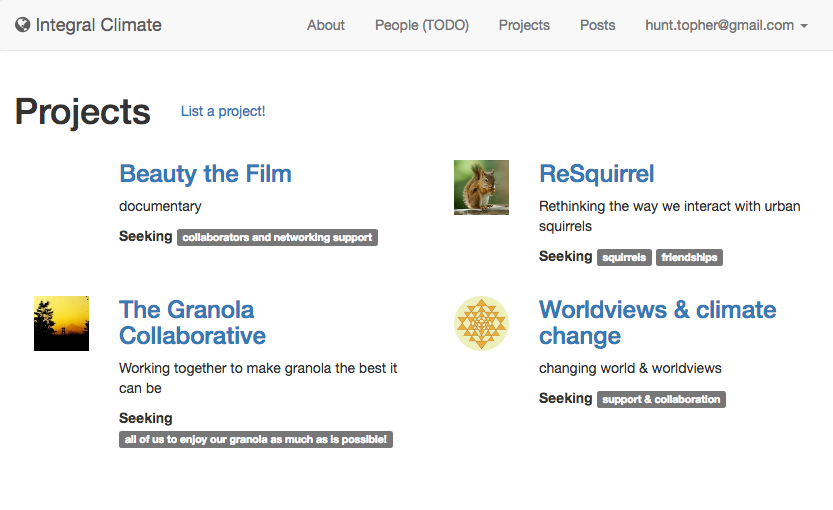 Integral Climate About People (TODO) Projects Posts hunt.topher@gmail.com
Projects List a project!
Beauty the Film
documentary
Seeking collaborators and networking support
ReSquirrel
Rethinking the way we interact with urban
squirrels
Seeking squirrels friendships
The Granola
Collaborative
Working together to make granola the best it
can be
Seeking
all of us to enjoy our granola as much as is possible!
Worldviews & climate
change
changing world & worldviews
Seeking support & collaboration